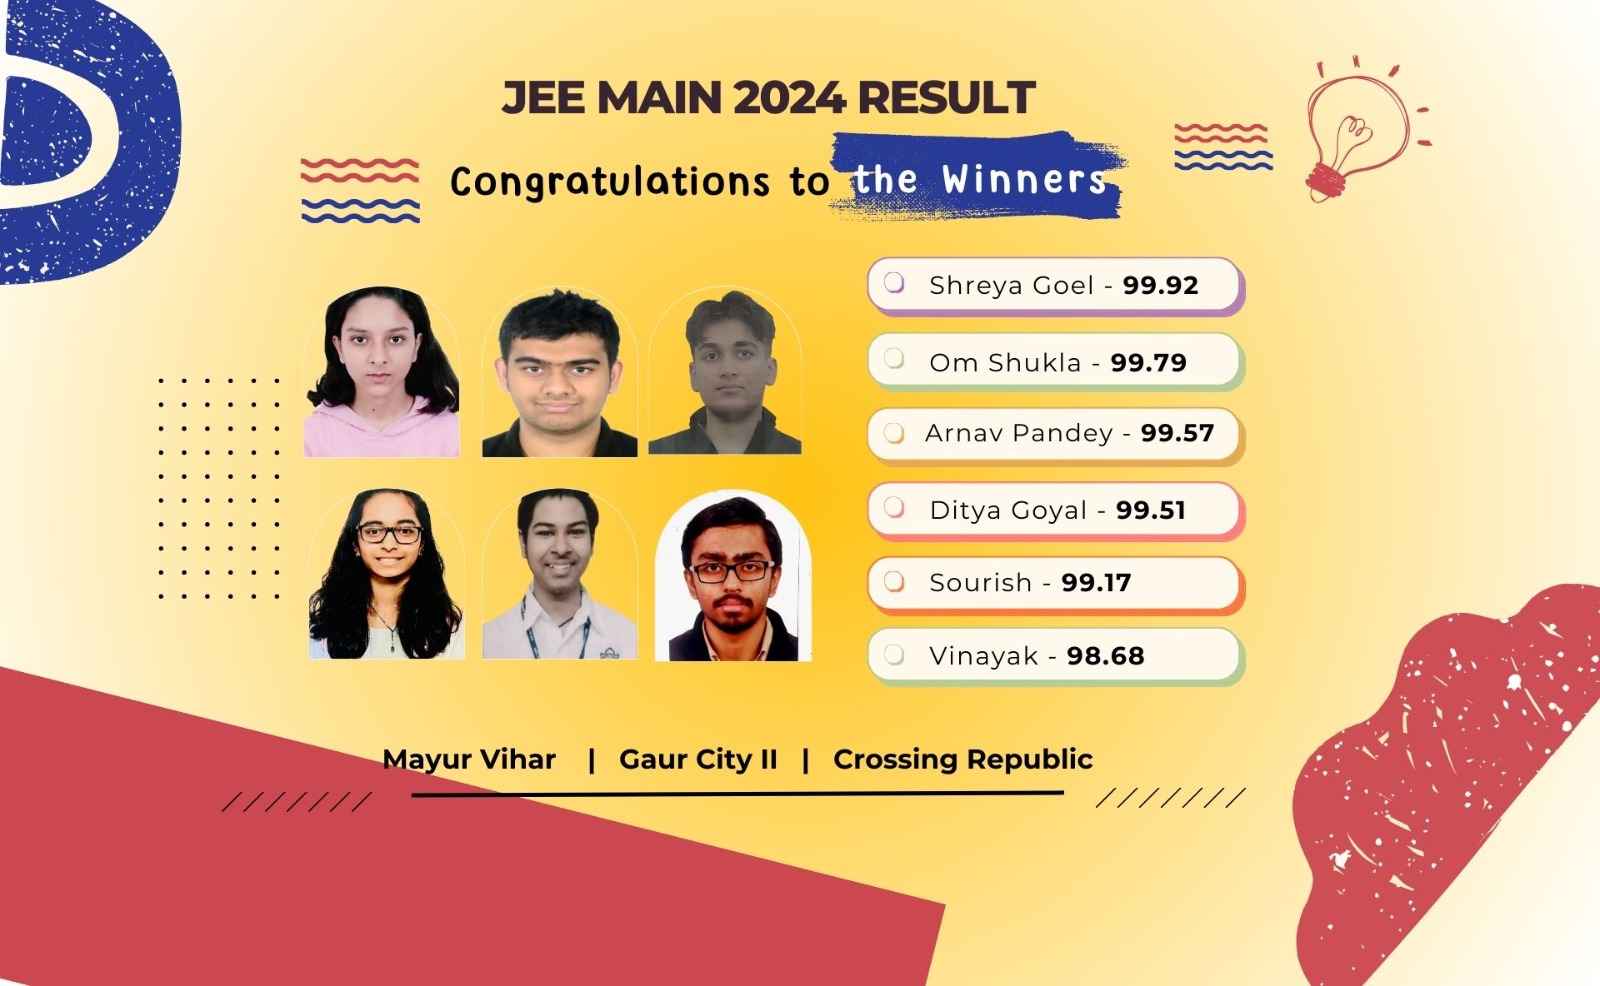 JEE MAIN 2024 RESULT
Congratulations to the Winners
Shreya Goel - 99.92
Om Shukla - 99.79
Arnav Pandey - 99.57
Ditya Goyal - 99.51
Sourish - 99.17
Vinayak - 98.68
Mayur Vihar | Gaur City II | Crossing Republic